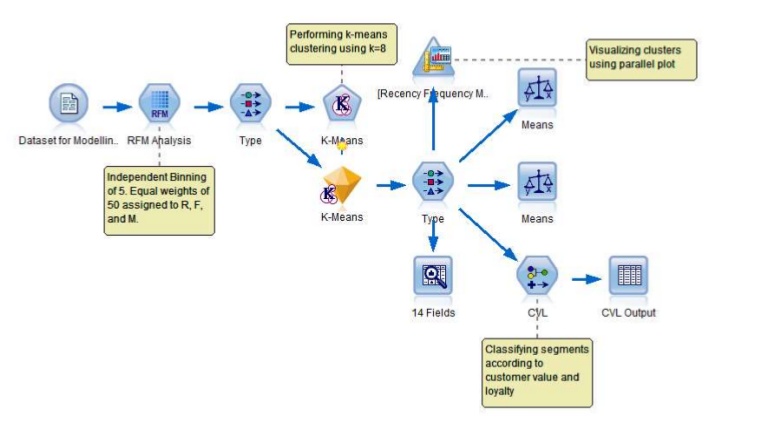 Performing k-means
clustering using k=8
Visualizing clusters
using parallel plot
[Recency Frequency M..
Means
RFM
K
Dataset for Modellin..
RFM Analysis
Type
K-Means
Independent Binning
of 5. Equal weights of
50 assigned to R, F,
and M.
K
K-Means
Type
Means
14 Fields
CVL
CVL Output
Classifying segments
according to
customer value and
loyalty